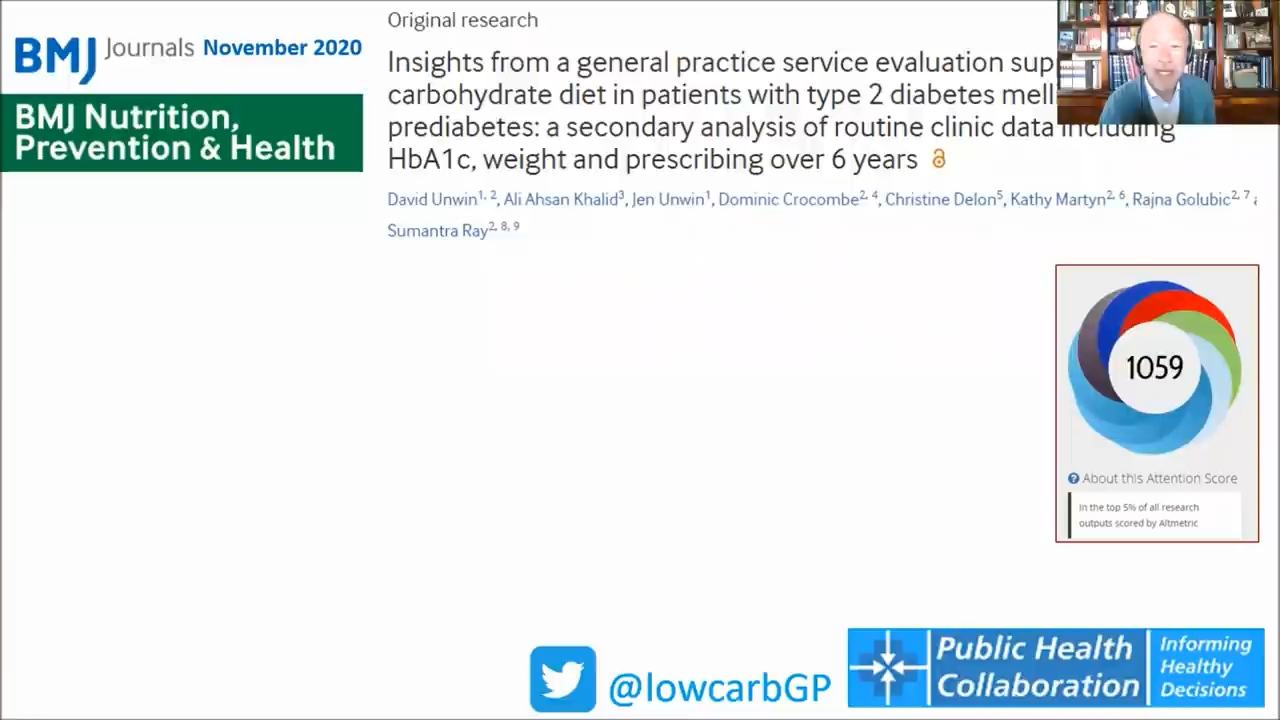 BMJ Journals November 2020
BMJ Nutrition,
Prevention & Health
Original research
Insights from a general practice service evaluation sup
carbohydrate diet in patients with type 2 diabetes mell
prediabetes: a secondary analysis of routine clinic data including
HbA1c, weight and prescribing over 6 years
David Unwin1, 2, Ali Ahsan Khalid3, Jen Unwin1, Dominic Crocombe2, 4, Christine Delon5, Kathy Martyn2, 6, Rajna Golubic2, 7
Sumantra Ray2, 8, 9
1059
? About this Attention Score
In the top 5% of all research
outputs scored by Altmetric
@lowcarbGP
Public Health
Collaboration
Informing
Healthy
Decisions